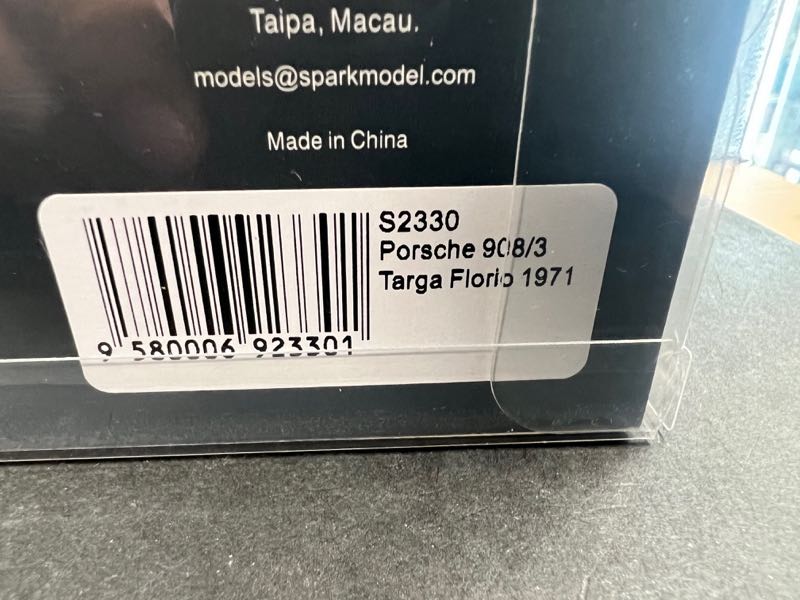 Taipa, Macau.
models@sparkmodel.com
Made in China
S2330
Porsche 908/3
Targa Florio 1971
9 580006 923301